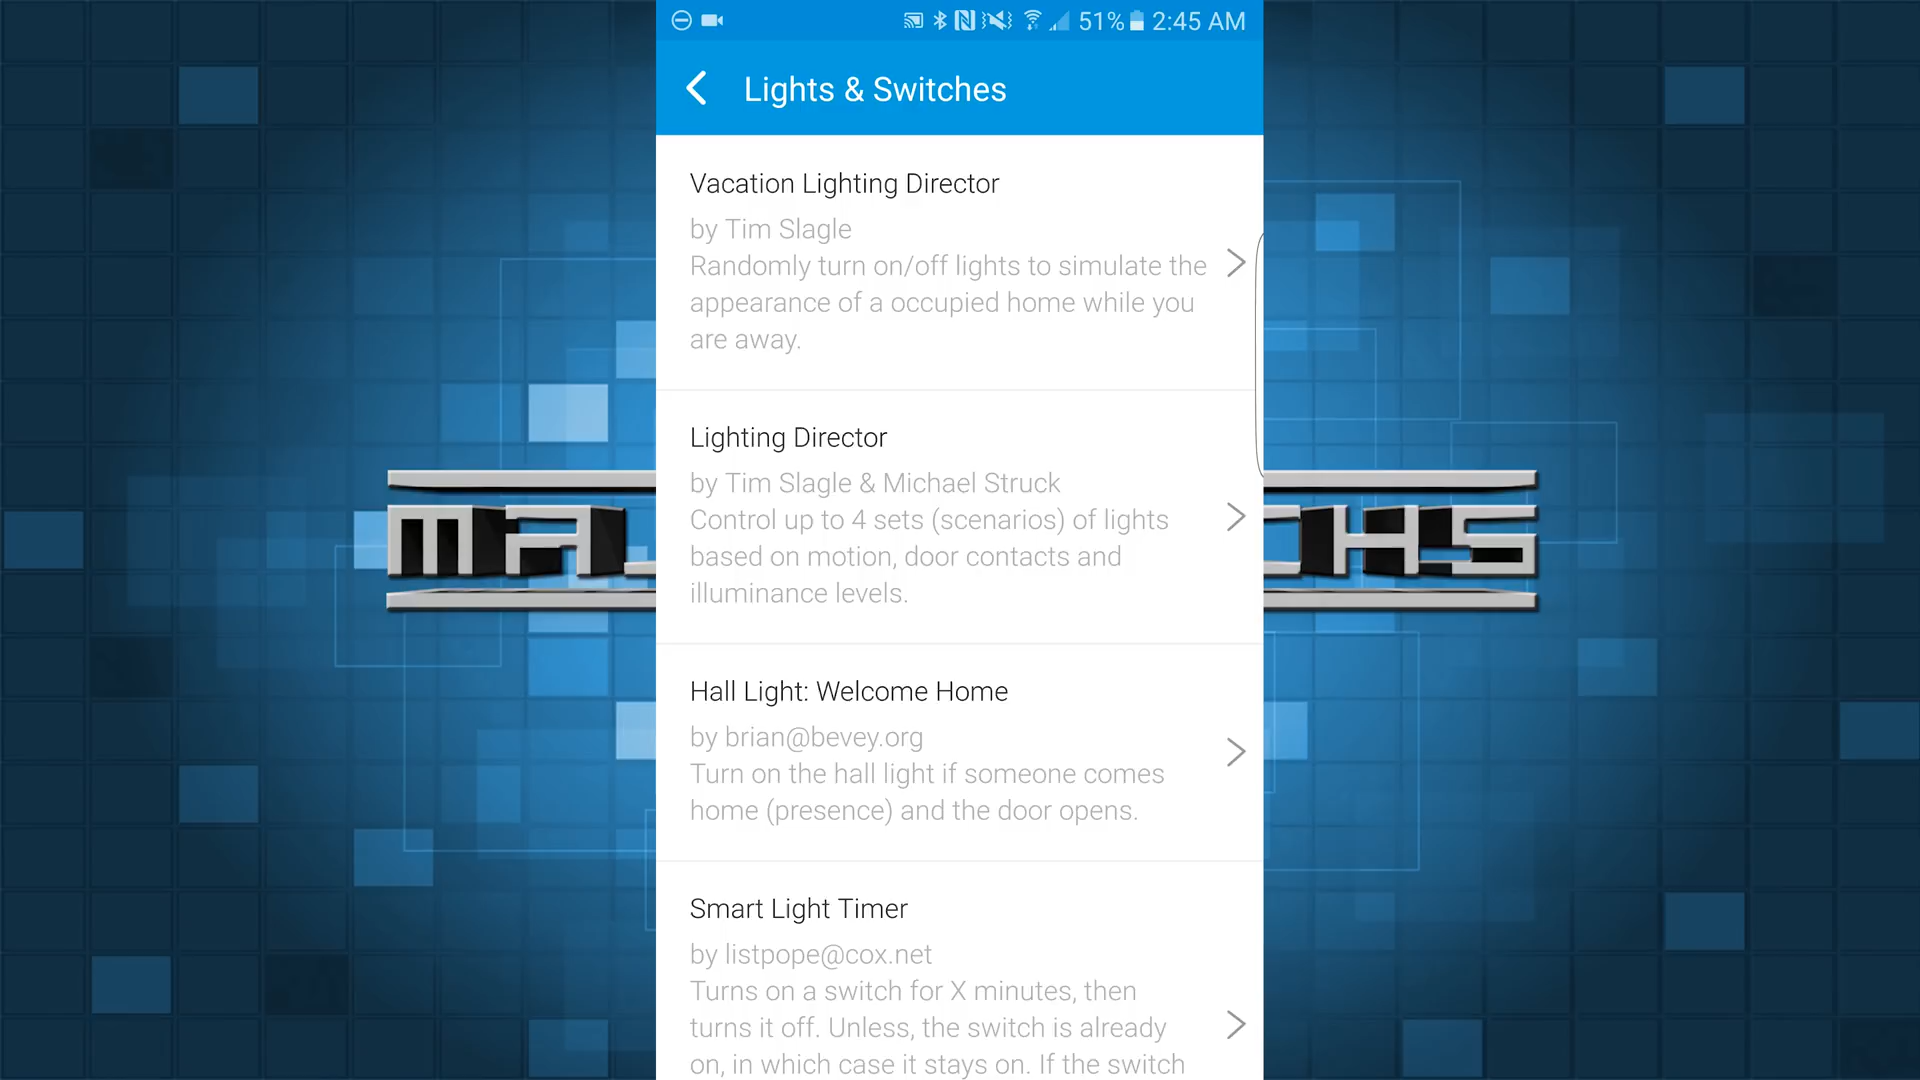 51% 2:45 AM
Lights & Switches
Vacation Lighting Director
by Tim Slagle
Randomly turn on/off lights to simulate the
appearance of a occupied home while you
are away.
Lighting Director
by Tim Slagle & Michael Struck
Control up to 4 sets (scenarios) of lights
based on motion, door contacts and
illuminance levels.
Hall Light: Welcome Home
by brian@bevey.org
Turn on the hall light if someone comes
home (presence) and the door opens.
Smart Light Timer
by listpope@cox.net
Turns on a switch for X minutes, then
turns it off. Unless, the switch is already
on, in which case it stays on. If the switch